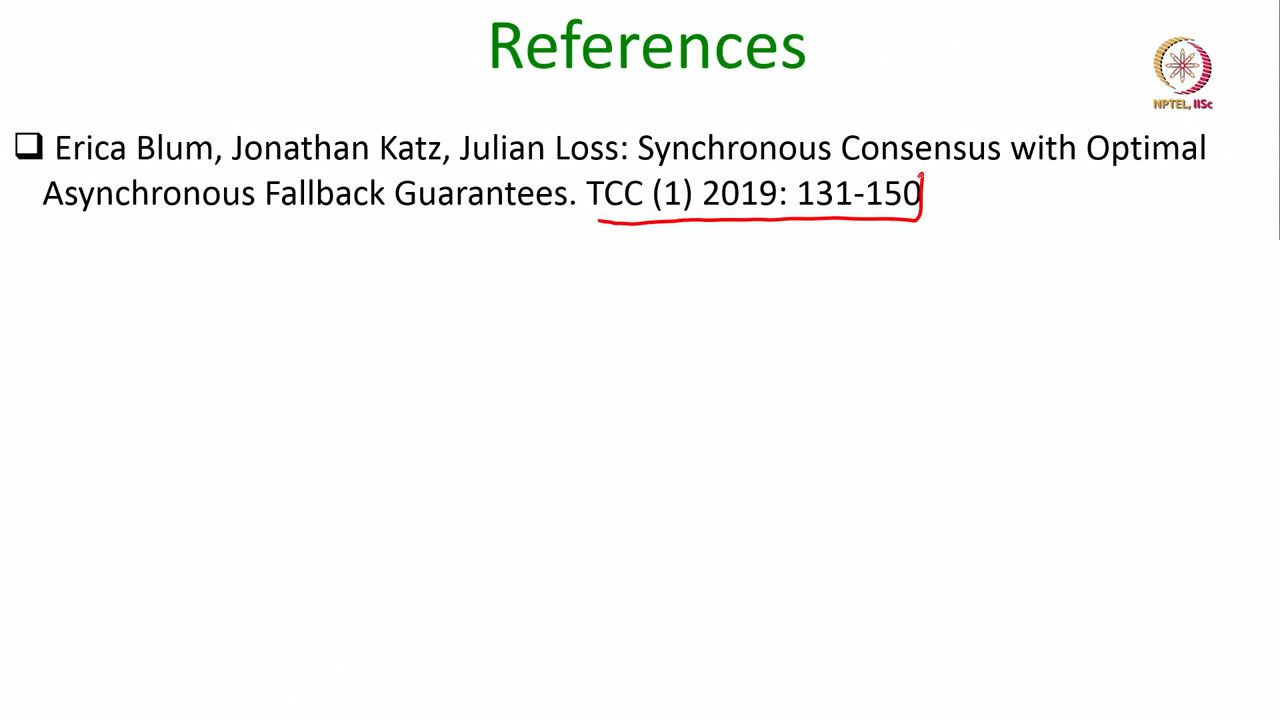 References
NPTEL, IISc
Erica Blum, Jonathan Katz, Julian Loss: Synchronous Consensus with Optimal
Asynchronous Fallback Guarantees. TCC (1) 2019: 131-150